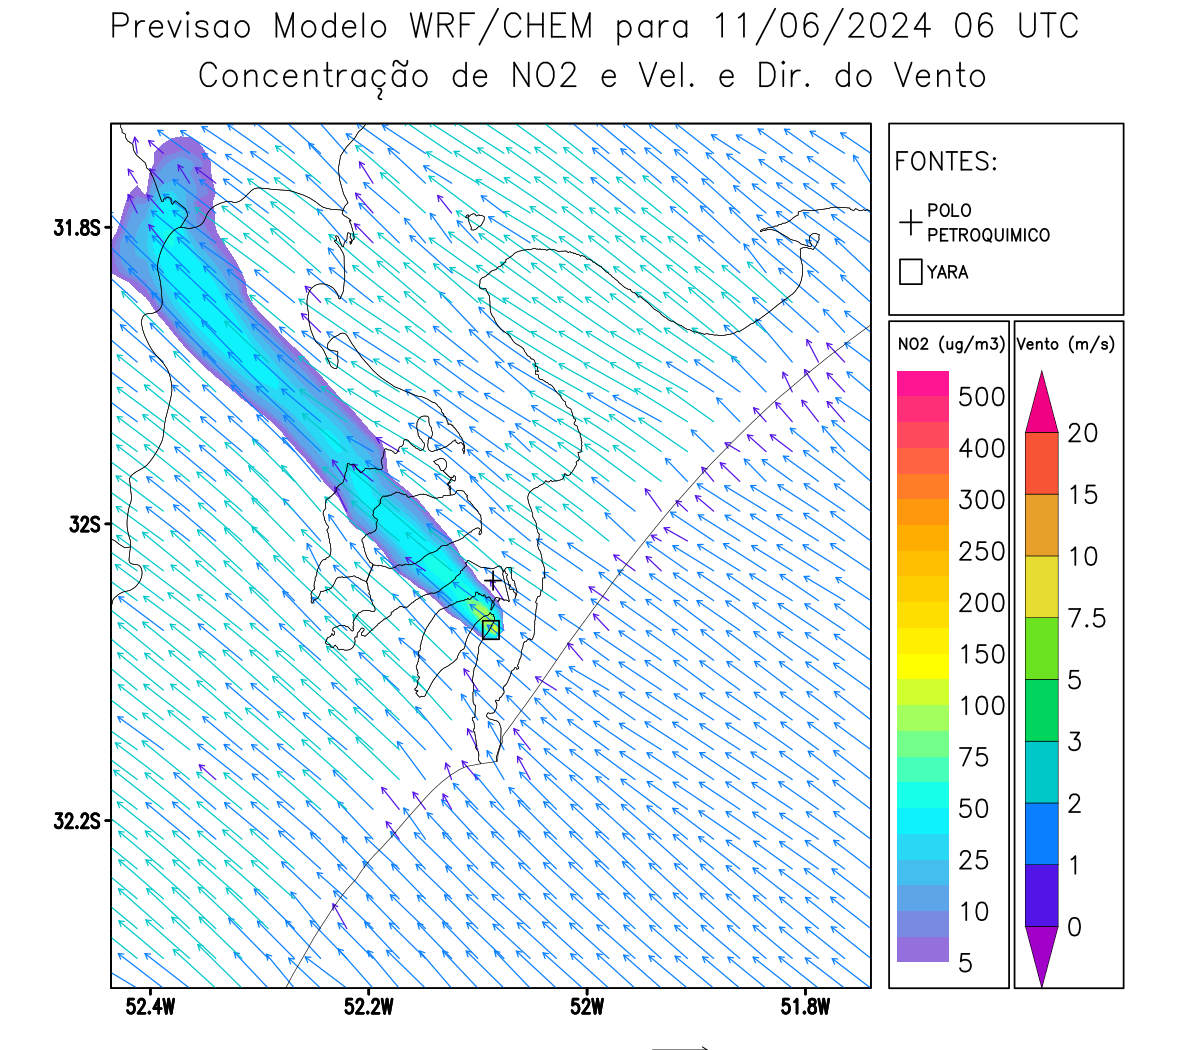 Previsao Modelo WRF/CHEM para 11/06/2024 06 UTC
Concentração de NO2 e Vel. e Dir. do Vento
FONTES:
POLO
PETROQUIMICO
YARA
NO2 (ug/m3)
500
400
300
250
200
150
100
75
50
25
10
5
Vento (m/s)
20
15
10
7.5
5
3
2
1
0
31.8S
32S
32.2S
52.4W
52.2W
52W
51.8W